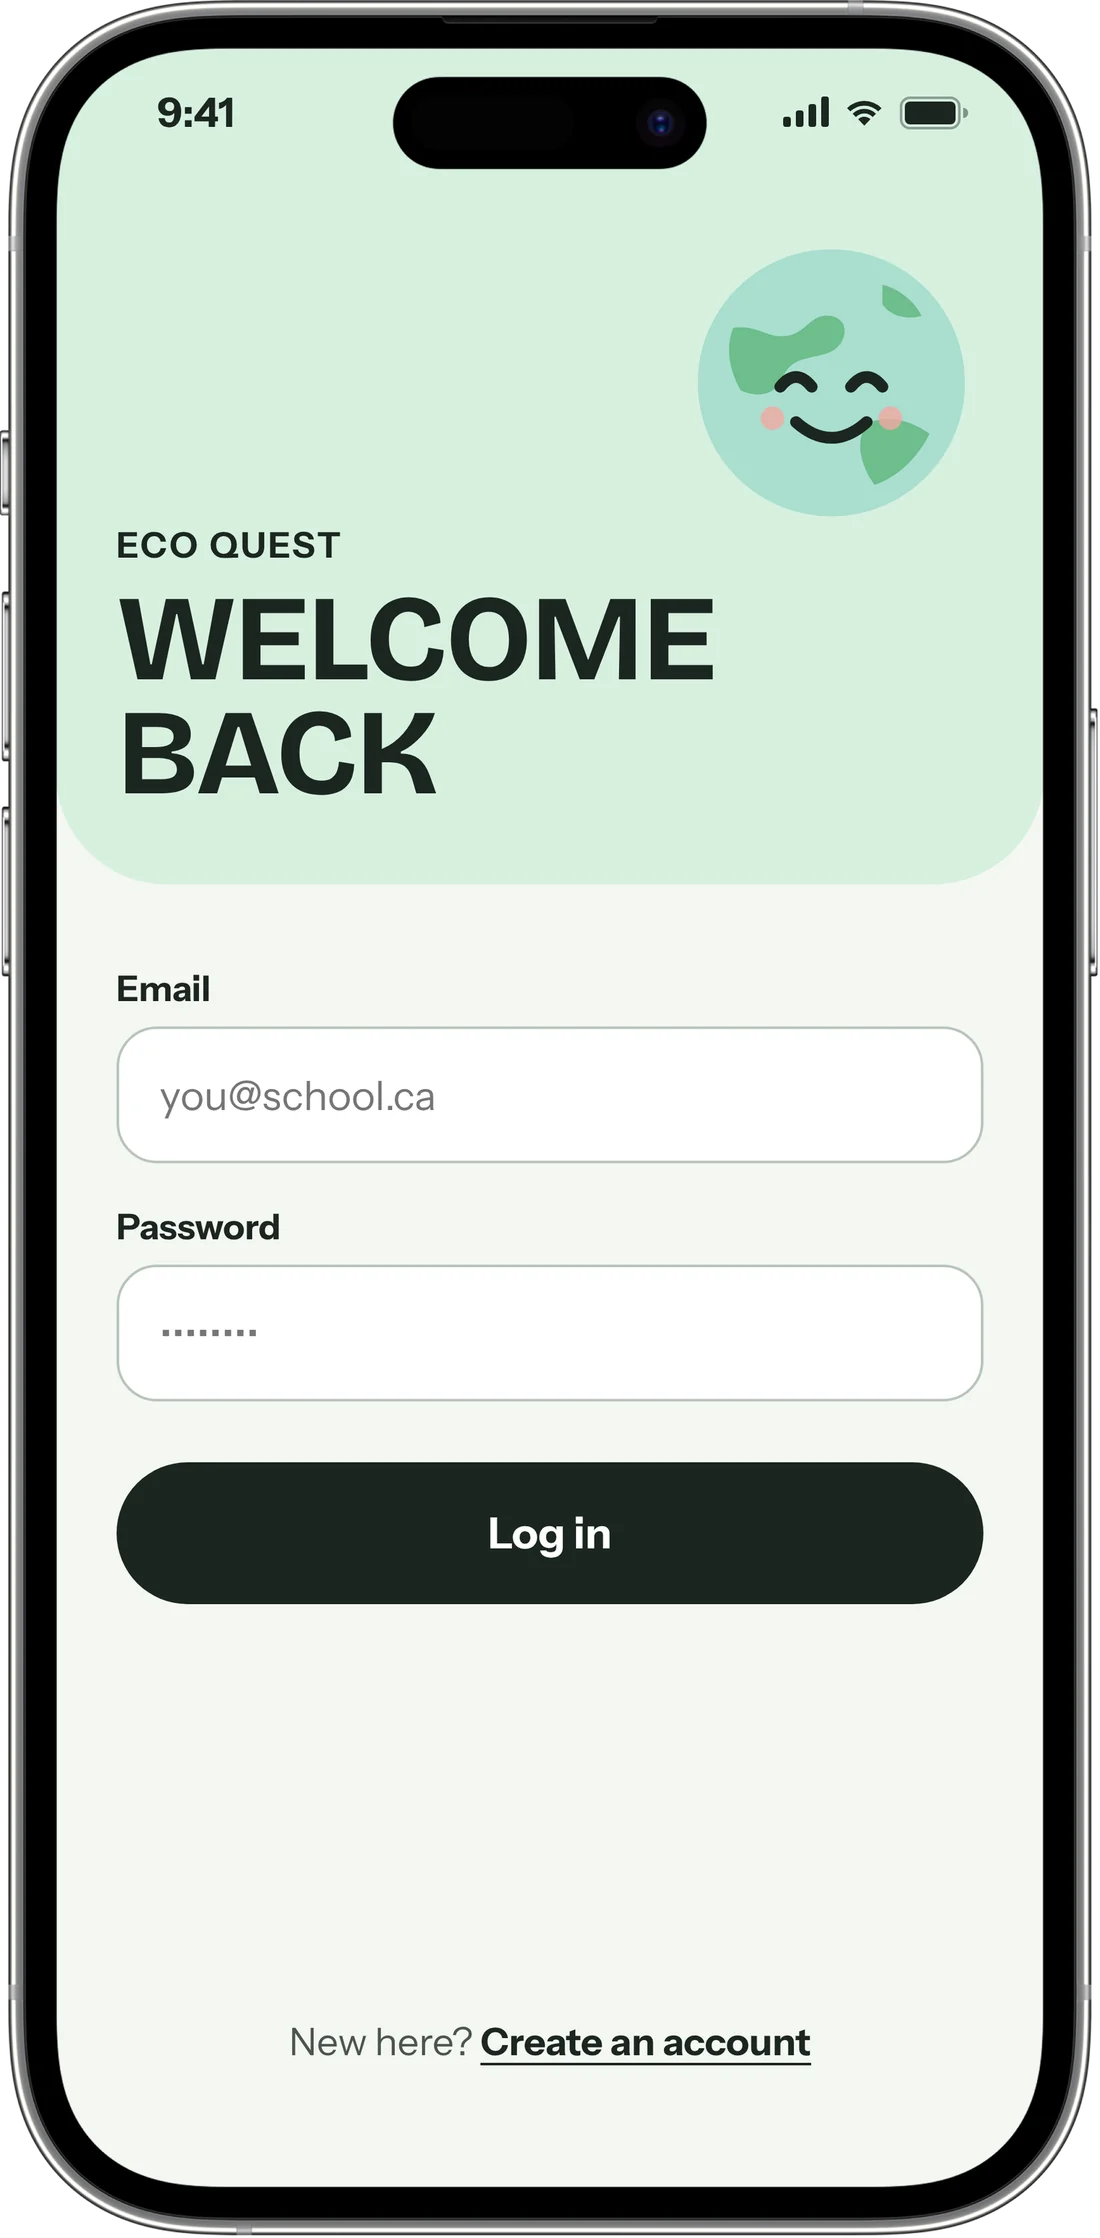 9:41
ECO QUEST
WELCOME
BACK
Email
you@school.ca
Password
Log in
New here? Create an account